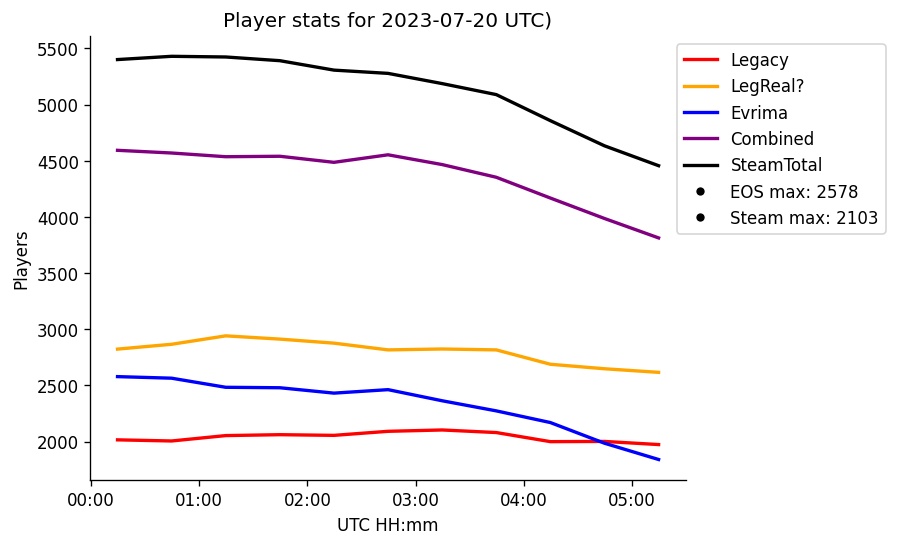 Player stats for 2023-07-20 UTC)
Legacy
LegReal?
Evrima
Combined
SteamTotal
EOS max: 2578
Steam max: 2103
Players
5500
5000
4500
4000
3500
3000
2500
2000
00:00 01:00 02:00 03:00 04:00 05:00
UTC HH:mm